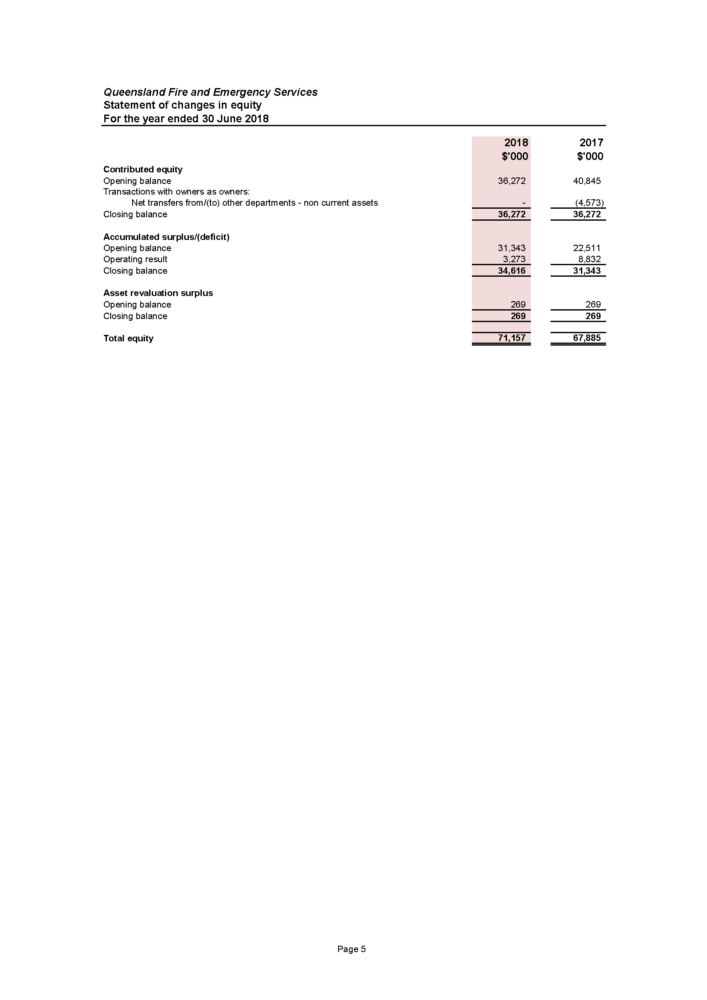 Queensland Fire and Emergency Services
Statement of changes in equity
For the year ended 30 June 2018
2018 2017
$'000 $'000
Contributed equity
Opening balance 36,272 40,845
Transactions with owners as owners:
Net transfers from/(to) other departments - non current assets - (4,573)
Closing balance 36,272 36,272
Accumulated surplus/(deficit)
Opening balance 31,343 22,511
Operating result 3,273 8,832
Closing balance 34,616 31,343
Asset revaluation surplus
Opening balance 269 269
Closing balance 269 269
Total equity 71,157 67,885
Page 5